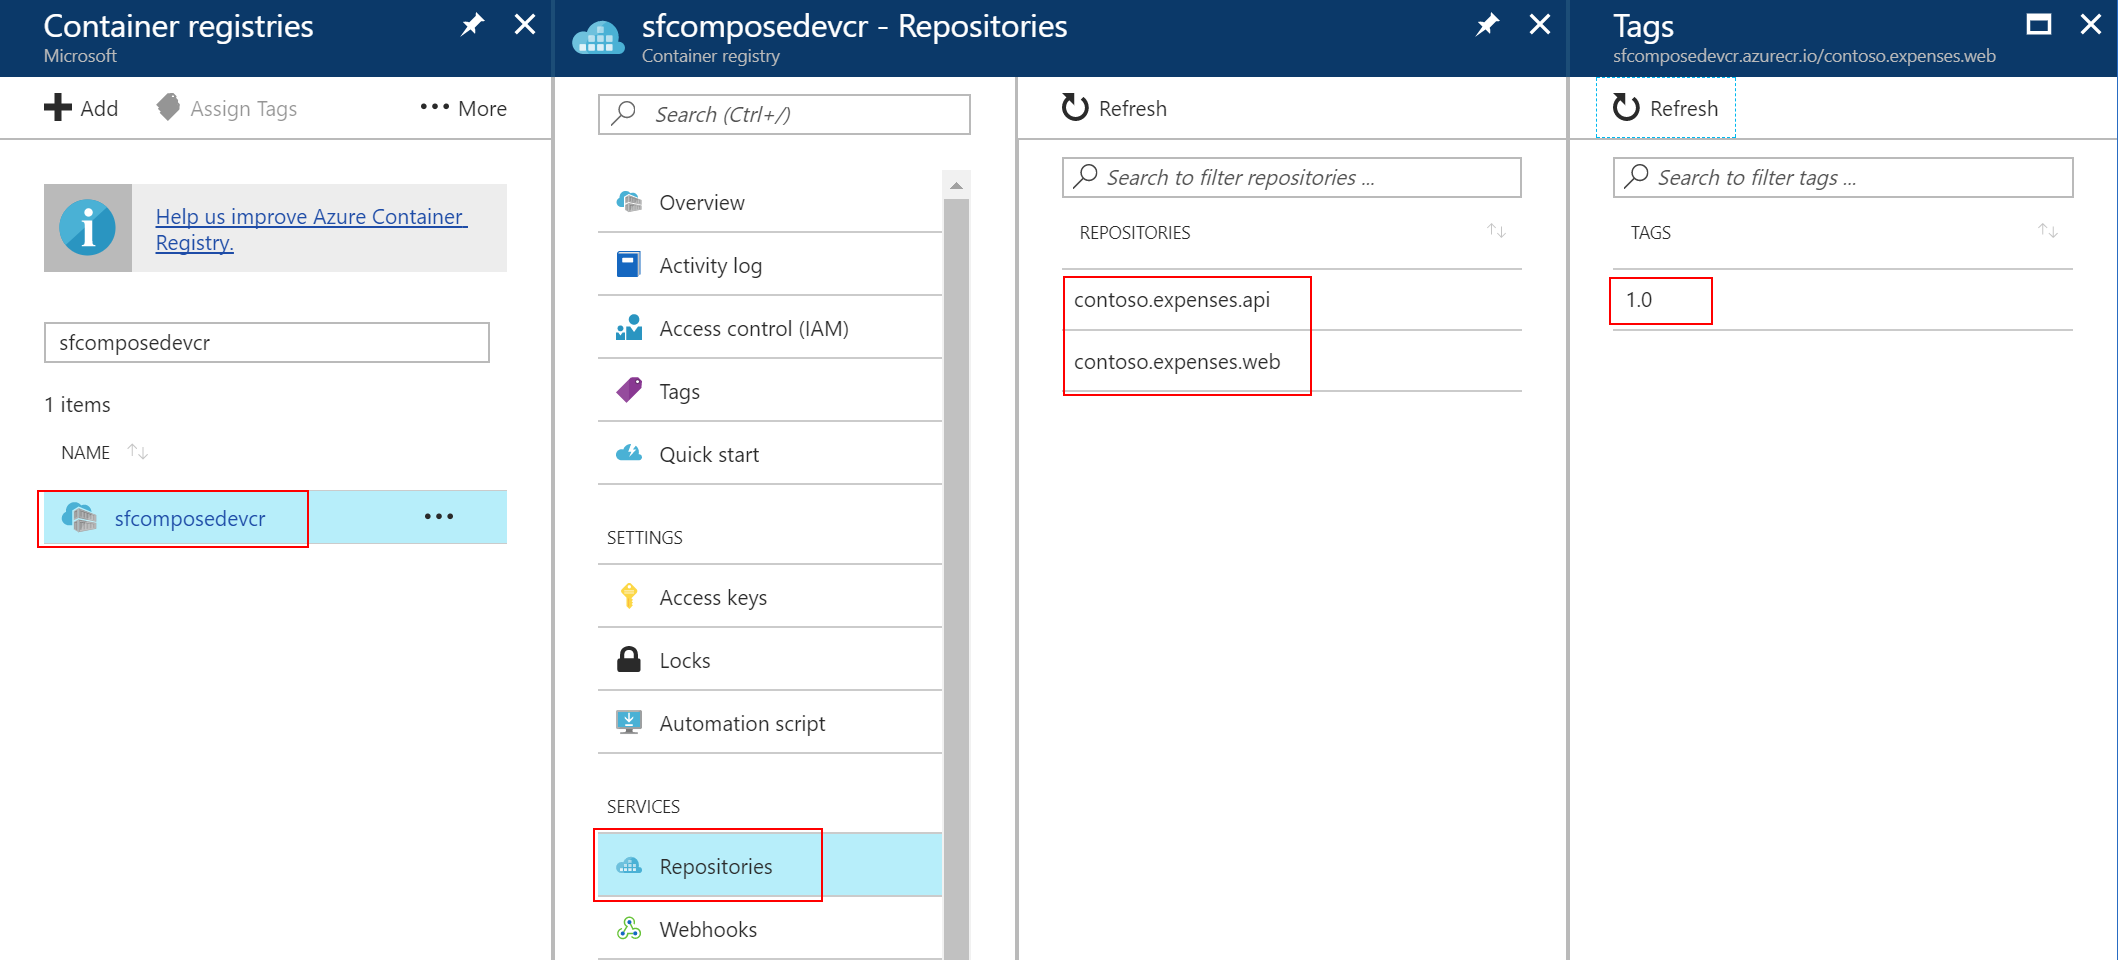 Container registries
Microsoft
Add
Assign Tags
More
Help us improve Azure Container
Registry.
sfcomposedevcr
1 items
NAME
sfcomposedevcr
sfcomposedevcr - Repositories
Container registry
Search (Ctrl+/)
Overview
Activity log
Access control (IAM)
Tags
Quick start
SETTINGS
Access keys
Locks
Automation script
SERVICES
Repositories
Webhooks
Refresh
Search to filter repositories ...
REPOSITORIES
contoso.expenses.api
contoso.expenses.web
Tags
sfcomposedevcr.azurecr.io/contoso.expenses.web
Refresh
Search to filter tags ...
TAGS
1.0